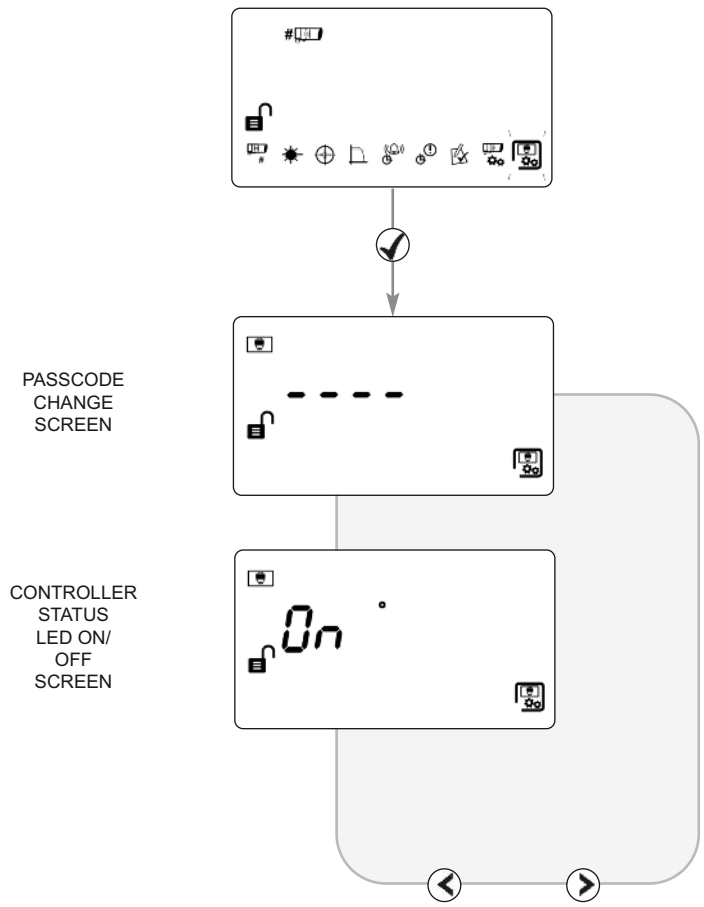 #
#
PASSCODE
CHANGE
SCREEN
- - - -
CONTROLLER
STATUS
LED ON/
OFF
SCREEN
On °